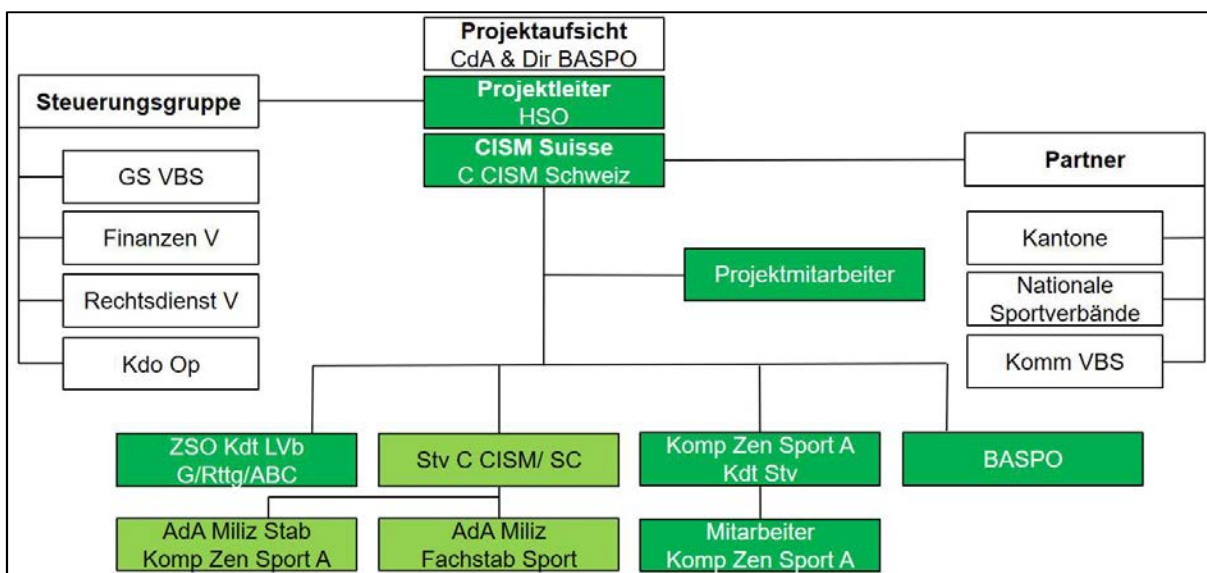 Projektaufsicht
CdA & Dir BASPO
Projektleiter
HSO
CISM Suisse
C CISM Schweiz
Steuerungsgruppe
GS VBS
Finanzen V
Rechtsdienst V
Kdo Op
Partner
Kantone
Nationale
Sportverbände
Komm VBS
Projektmitarbeiter
ZSO Kdt LVb
G/Rttg/ABC
Stv C CISM/ SC
Komp Zen Sport A
Kdt Stv
BASPO
AdA Miliz Stab
Komp Zen Sport A
AdA Miliz
Fachstab Sport
Mitarbeiter
Komp Zen Sport A